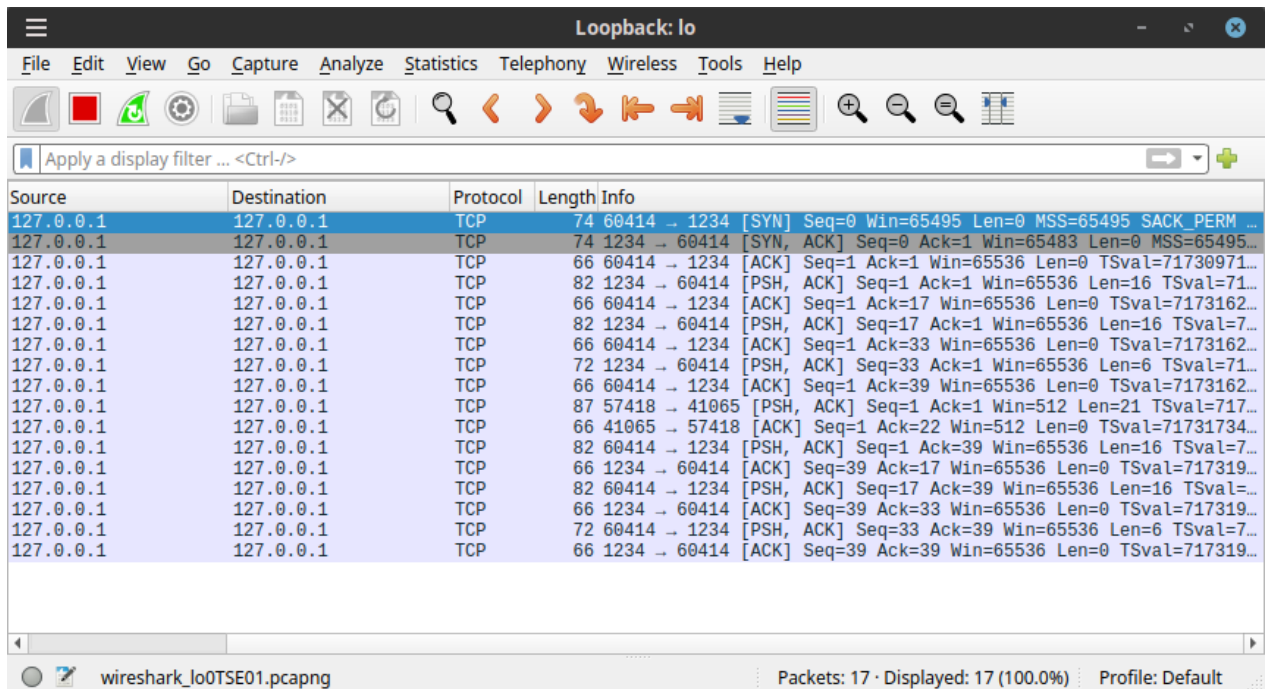 Loopback: lo
File Edit View Go Capture Analyze Statistics Telephony Wireless Tools Help
Apply a display filter ... <Ctrl-/>
Source Destination Protocol Length Info
127.0.0.1 127.0.0.1 TCP 74 60414 → 1234 [SYN] Seq=0 Win=65495 Len=0 MSS=65495 SACK_PERM …
127.0.0.1 127.0.0.1 TCP 74 1234 → 60414 [SYN, ACK] Seq=0 Ack=1 Win=65483 Len=0 MSS=65495…
127.0.0.1 127.0.0.1 TCP 66 60414 → 1234 [ACK] Seq=1 Ack=1 Win=65536 Len=0 TSval=71730971…
127.0.0.1 127.0.0.1 TCP 82 1234 → 60414 [PSH, ACK] Seq=1 Ack=1 Win=65536 Len=16 TSval=71…
127.0.0.1 127.0.0.1 TCP 66 60414 → 1234 [ACK] Seq=1 Ack=17 Win=65536 Len=0 TSval=7173162…
127.0.0.1 127.0.0.1 TCP 82 1234 → 60414 [PSH, ACK] Seq=17 Ack=1 Win=65536 Len=16 TSval=7…
127.0.0.1 127.0.0.1 TCP 66 60414 → 1234 [ACK] Seq=1 Ack=33 Win=65536 Len=0 TSval=7173162…
127.0.0.1 127.0.0.1 TCP 72 1234 → 60414 [PSH, ACK] Seq=33 Ack=1 Win=65536 Len=6 TSval=71…
127.0.0.1 127.0.0.1 TCP 66 60414 → 1234 [ACK] Seq=1 Ack=39 Win=65536 Len=0 TSval=7173162…
127.0.0.1 127.0.0.1 TCP 87 57418 → 41065 [PSH, ACK] Seq=1 Ack=1 Win=512 Len=21 TSval=717…
127.0.0.1 127.0.0.1 TCP 66 41065 → 57418 [ACK] Seq=1 Ack=22 Win=512 Len=0 TSval=71731734…
127.0.0.1 127.0.0.1 TCP 82 60414 → 1234 [PSH, ACK] Seq=1 Ack=39 Win=65536 Len=16 TSval=7…
127.0.0.1 127.0.0.1 TCP 66 1234 → 60414 [ACK] Seq=39 Ack=17 Win=65536 Len=0 TSval=717319…
127.0.0.1 127.0.0.1 TCP 82 60414 → 1234 [PSH, ACK] Seq=17 Ack=39 Win=65536 Len=16 TSval=…
127.0.0.1 127.0.0.1 TCP 66 1234 → 60414 [ACK] Seq=39 Ack=33 Win=65536 Len=0 TSval=717319…
127.0.0.1 127.0.0.1 TCP 72 60414 → 1234 [PSH, ACK] Seq=33 Ack=39 Win=65536 Len=6 TSval=7…
127.0.0.1 127.0.0.1 TCP 66 1234 → 60414 [ACK] Seq=39 Ack=39 Win=65536 Len=0 TSval=717319…
wireshark_lo0TSE01.pcapng Packets: 17 · Displayed: 17 (100.0%) Profile: Default